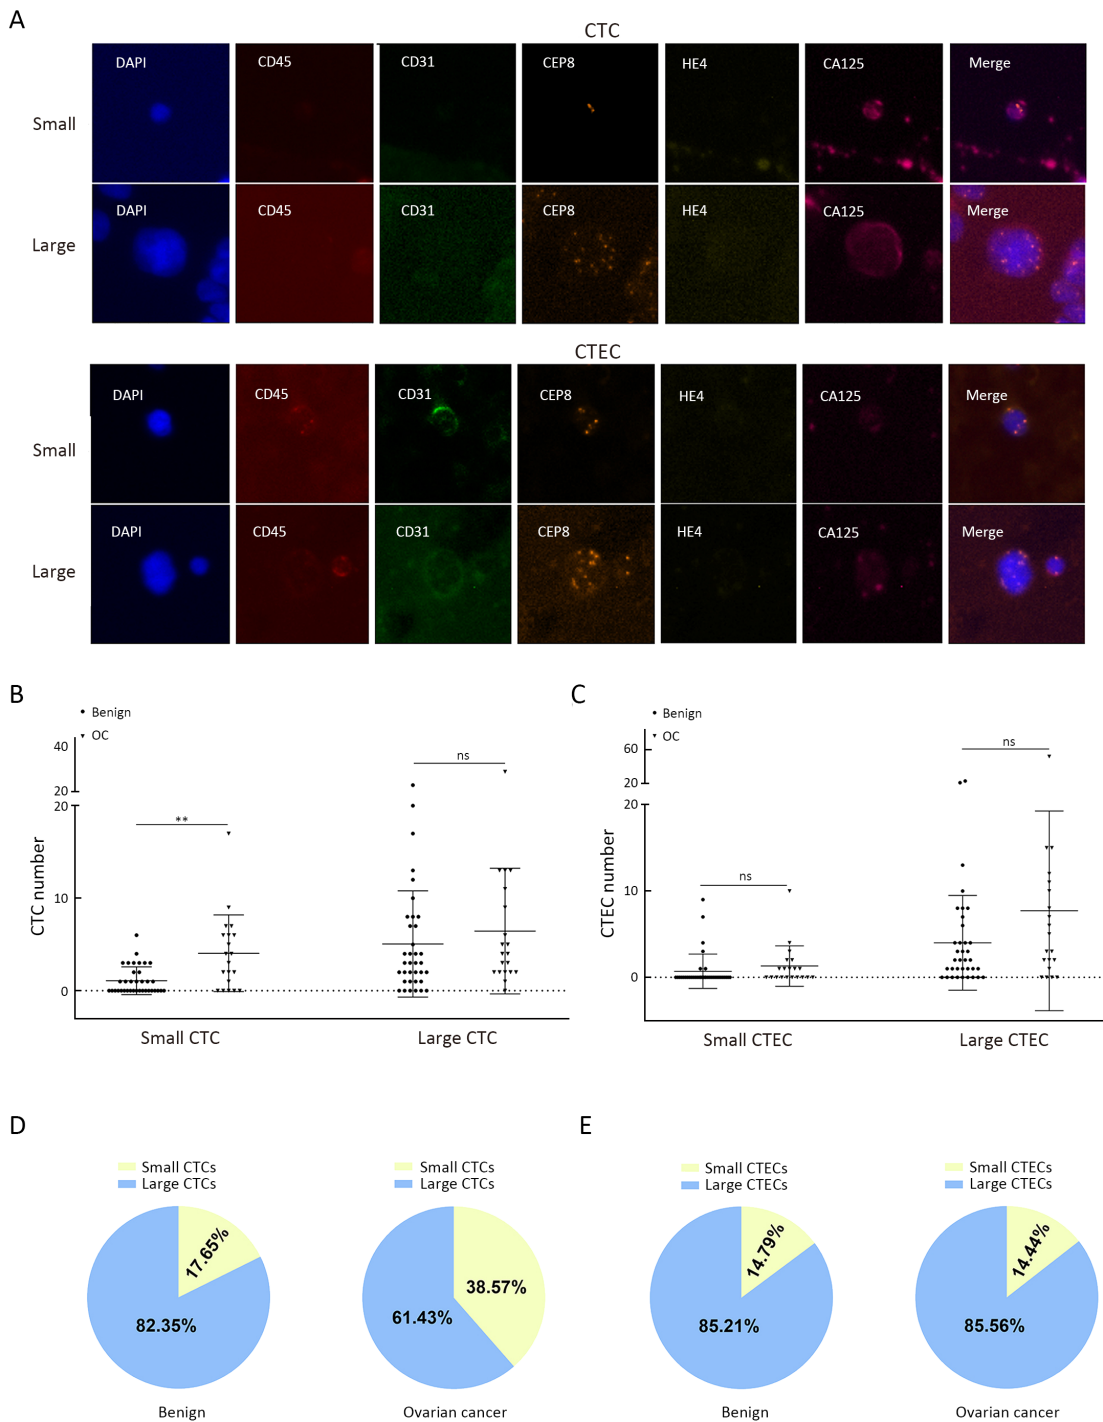 A
CTC
DAPI CD45 CD31 CEP8 HE4 CA125 Merge
Small
DAPI CD45 CD31 CEP8 HE4 CA125 Merge
Large
CTEC
DAPI CD45 CD31 CEP8 HE4 CA125 Merge
Small
DAPI CD45 CD31 CEP8 HE4 CA125 Merge
Large
B
Benign
OC
40
20
20
10
0
CTC number
**
ns
Small CTC
Large CTC
C
Benign
OC
60
20
20
10
0
CTEC number
ns
ns
Small CTEC
Large CTEC
D
Small CTCs
Large CTCs
17.65%
82.35%
Benign
Small CTCs
Large CTCs
38.57%
61.43%
Ovarian cancer
E
Small CTECs
Large CTECs
14.79%
85.21%
Benign
Small CTECs
Large CTECs
14.44%
85.56%
Ovarian cancer